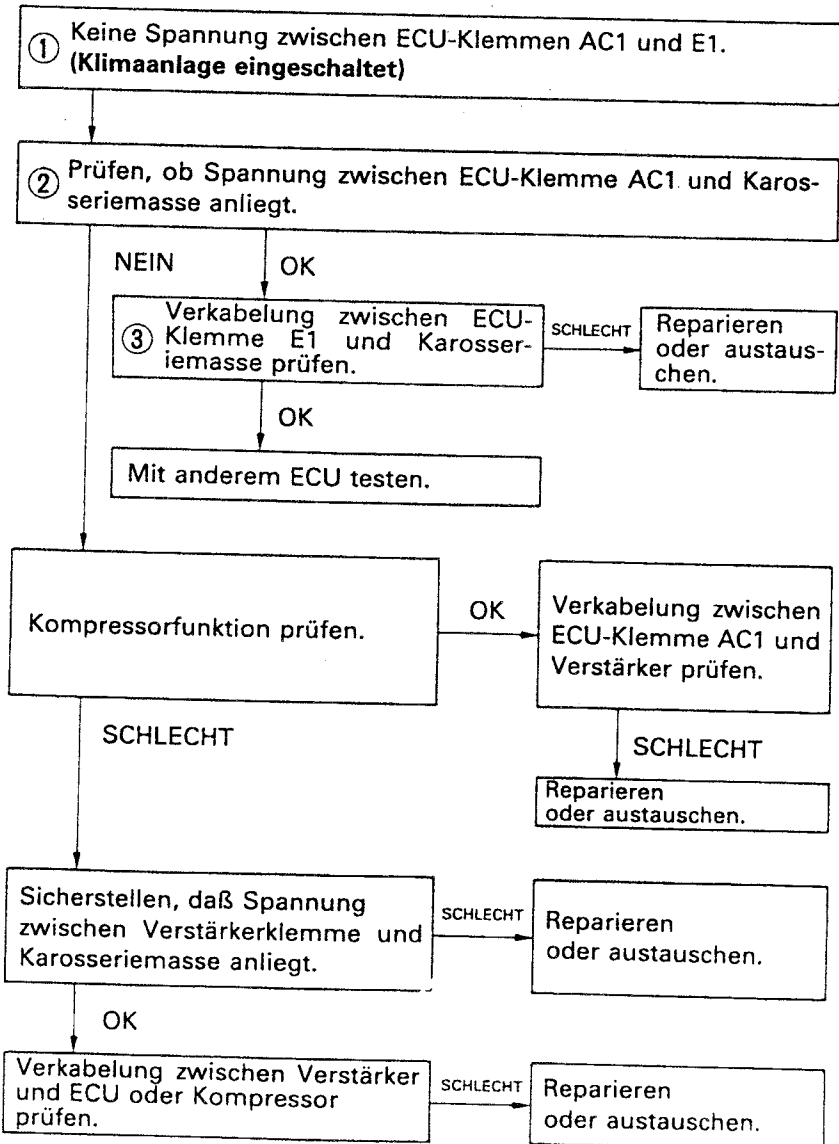 ① Keine Spannung zwischen ECU-Klemmen AC1 und E1.
(Klimaanlage eingeschaltet)
② Prüfen, ob Spannung zwischen ECU-Klemme AC1 und Karos-
seriemasse anliegt.
NEIN
OK
③ Verkabelung zwischen ECU-
Klemme E1 und Karosser-
iemasse prüfen.
SCHLECHT
Reparieren
oder austaus-
chen.
OK
Mit anderem ECU testen.
Kompressorfunktion prüfen.
OK
Verkabelung zwischen
ECU-Klemme AC1 und
Verstärker prüfen.
SCHLECHT
SCHLECHT
Reparieren
oder austauschen.
Sicherstellen, daß Spannung
zwischen Verstärkerklemme und
Karosseriemasse anliegt.
SCHLECHT
Reparieren
oder austauschen.
OK
Verkabelung zwischen Verstärker
und ECU oder Kompressor
prüfen.
SCHLECHT
Reparieren
oder austauschen.